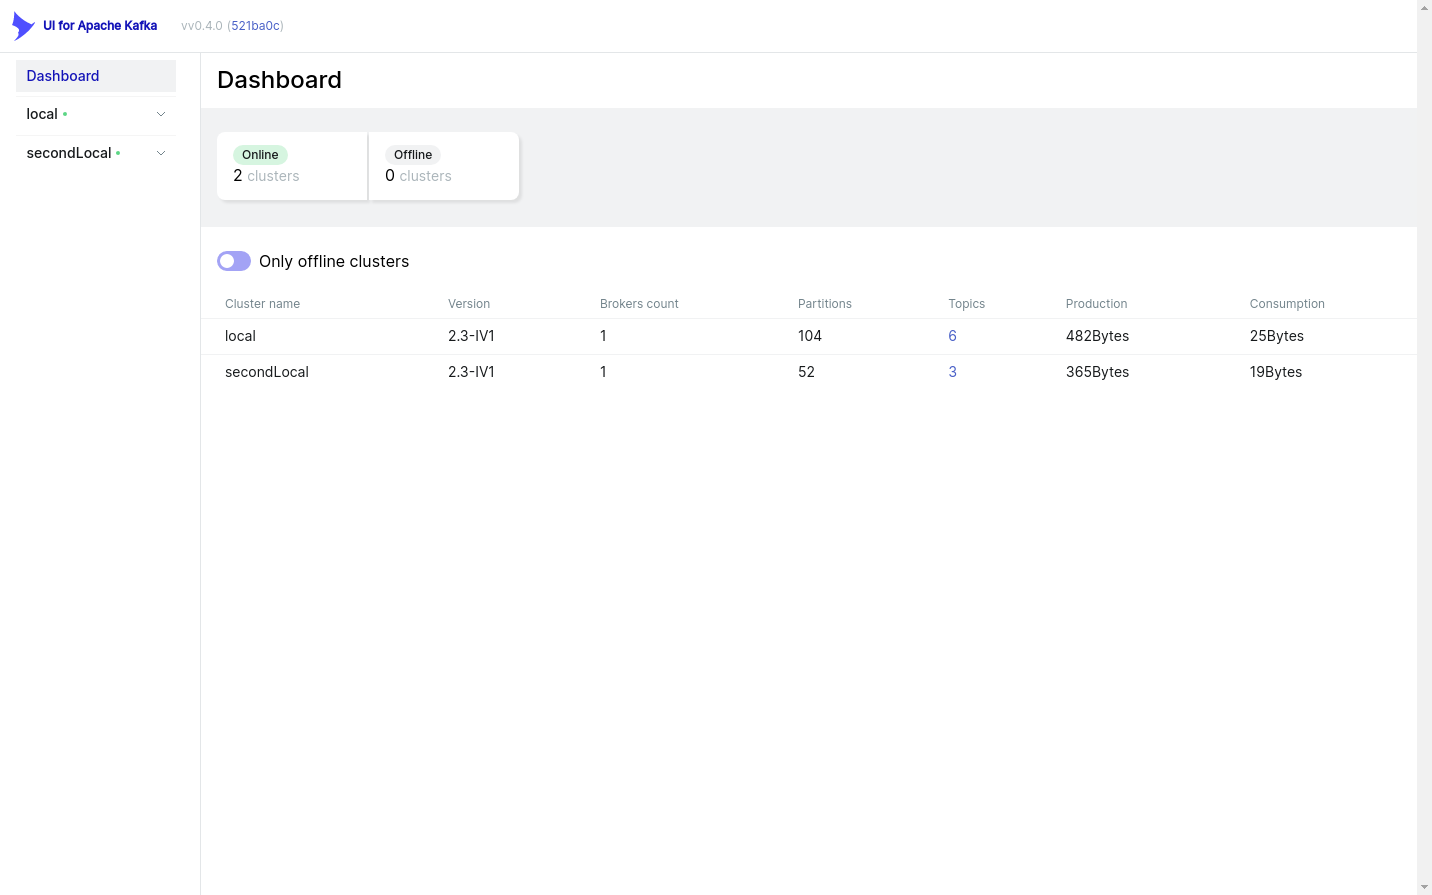 UI for Apache Kafka vv0.4.0 (521ba0c)
Dashboard
local
secondLocal
Dashboard
Online
2 clusters
Offline
0 clusters
Only offline clusters
Cluster name Version Brokers count Partitions Topics Production Consumption
local 2.3-IV1 1 104 6 482Bytes 25Bytes
secondLocal 2.3-IV1 1 52 3 365Bytes 19Bytes